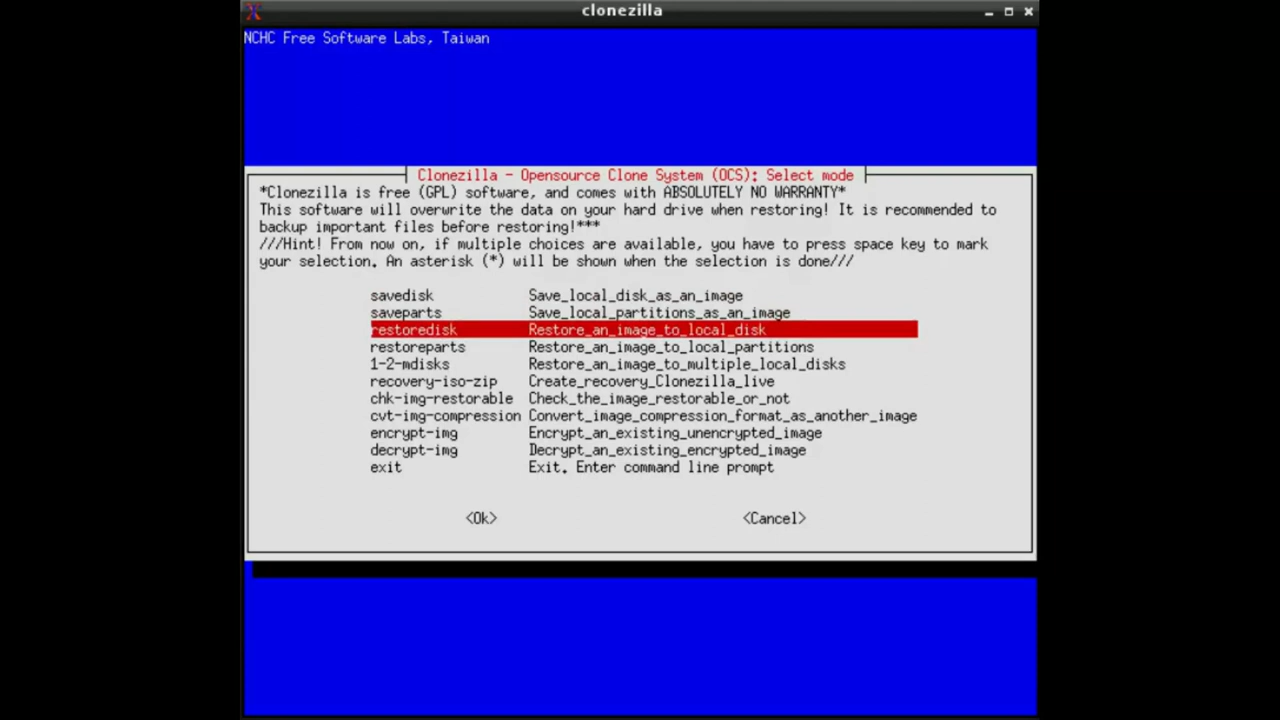 clonezilla
NCHC Free Software Labs, Taiwan
Clonezilla - Opensource Clone System (OCS): Select mode
*Clonezilla is free (GPL) software, and comes with ABSOLUTELY NO WARRANTY*
This software will overwrite the data on your hard drive when restoring! It is recommended to
backup important files before restoring!***
///Hint! From now on, if multiple choices are available, you have to press space key to mark
your selection. An asterisk (*) will be shown when the selection is done///
savedisk Save_local_disk_as_an_image
saveparts Save_local_partitions_as_an_image
restoredisk Restore_an_image_to_local_disk
restoreparts Restore_an_image_to_local_partitions
1-2-mdisks Restore_an_image_to_multiple_local_disks
recovery-iso-zip Create_recovery_Clonezilla_live
chk-img-restorable Check_the_image_restorable_or_not
cvt-img-compression Convert_image_compression_format_as_another_image
encrypt-img Encrypt_an_existing_unencrypted_image
decrypt-img Decrypt_an_existing_encrypted_image
exit Exit. Enter command line prompt
<Ok> <Cancel>